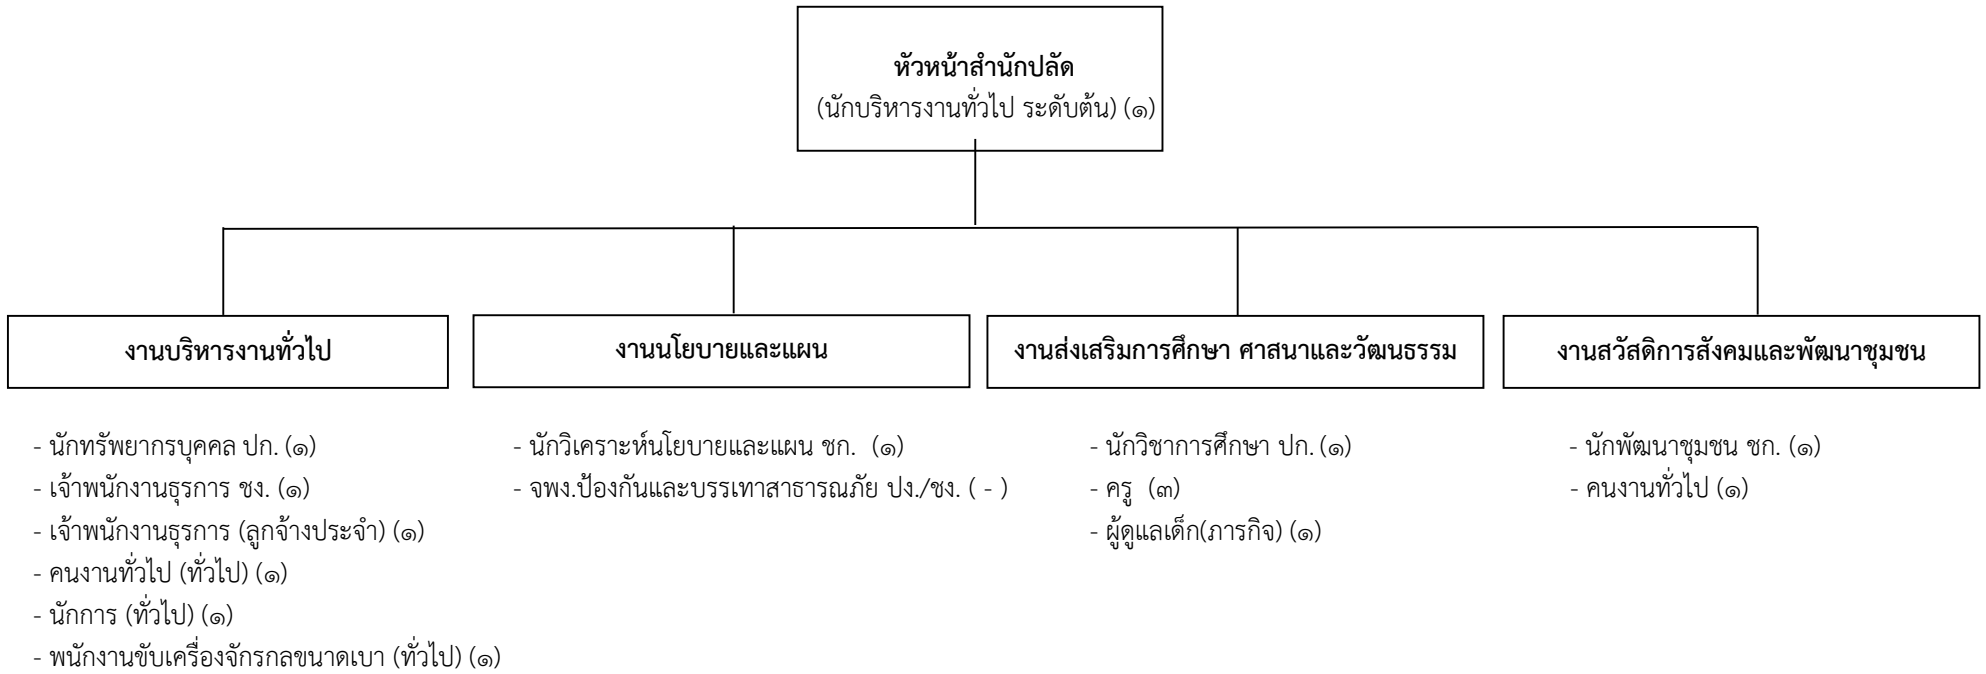 หัวหน้าสำนักปลัด
(นักบริหารงานทั่วไป ระดับต้น) (๑)
งานบริหารงานทั่วไป
- นักทรัพยากรบุคคล ปก. (๑)
- เจ้าพนักงานธุรการ ชง. (๑)
- เจ้าพนักงานธุรการ (ลูกจ้างประจำ) (๑)
- คนงานทั่วไป (ทั่วไป) (๑)
- นักการ (ทั่วไป) (๑)
- พนักงานขับเครื่องจักรกลขนาดเบา (ทั่วไป) (๑)
งานนโยบายและแผน
- นักวิเคราะห์นโยบายและแผน ชก.  (๑)
- จพง.ป้องกันและบรรเทาสาธารณภัย ปง./ชง. ( - )
งานส่งเสริมการศึกษา ศาสนาและวัฒนธรรม
- นักวิชาการศึกษา ปก. (๑)
- ครู  (๓)
- ผู้ดูแลเด็ก(ภารกิจ) (๑)
งานสวัสดิการสังคมและพัฒนาชุมชน
- นักพัฒนาชุมชน ชก. (๑)
- คนงานทั่วไป (๑)